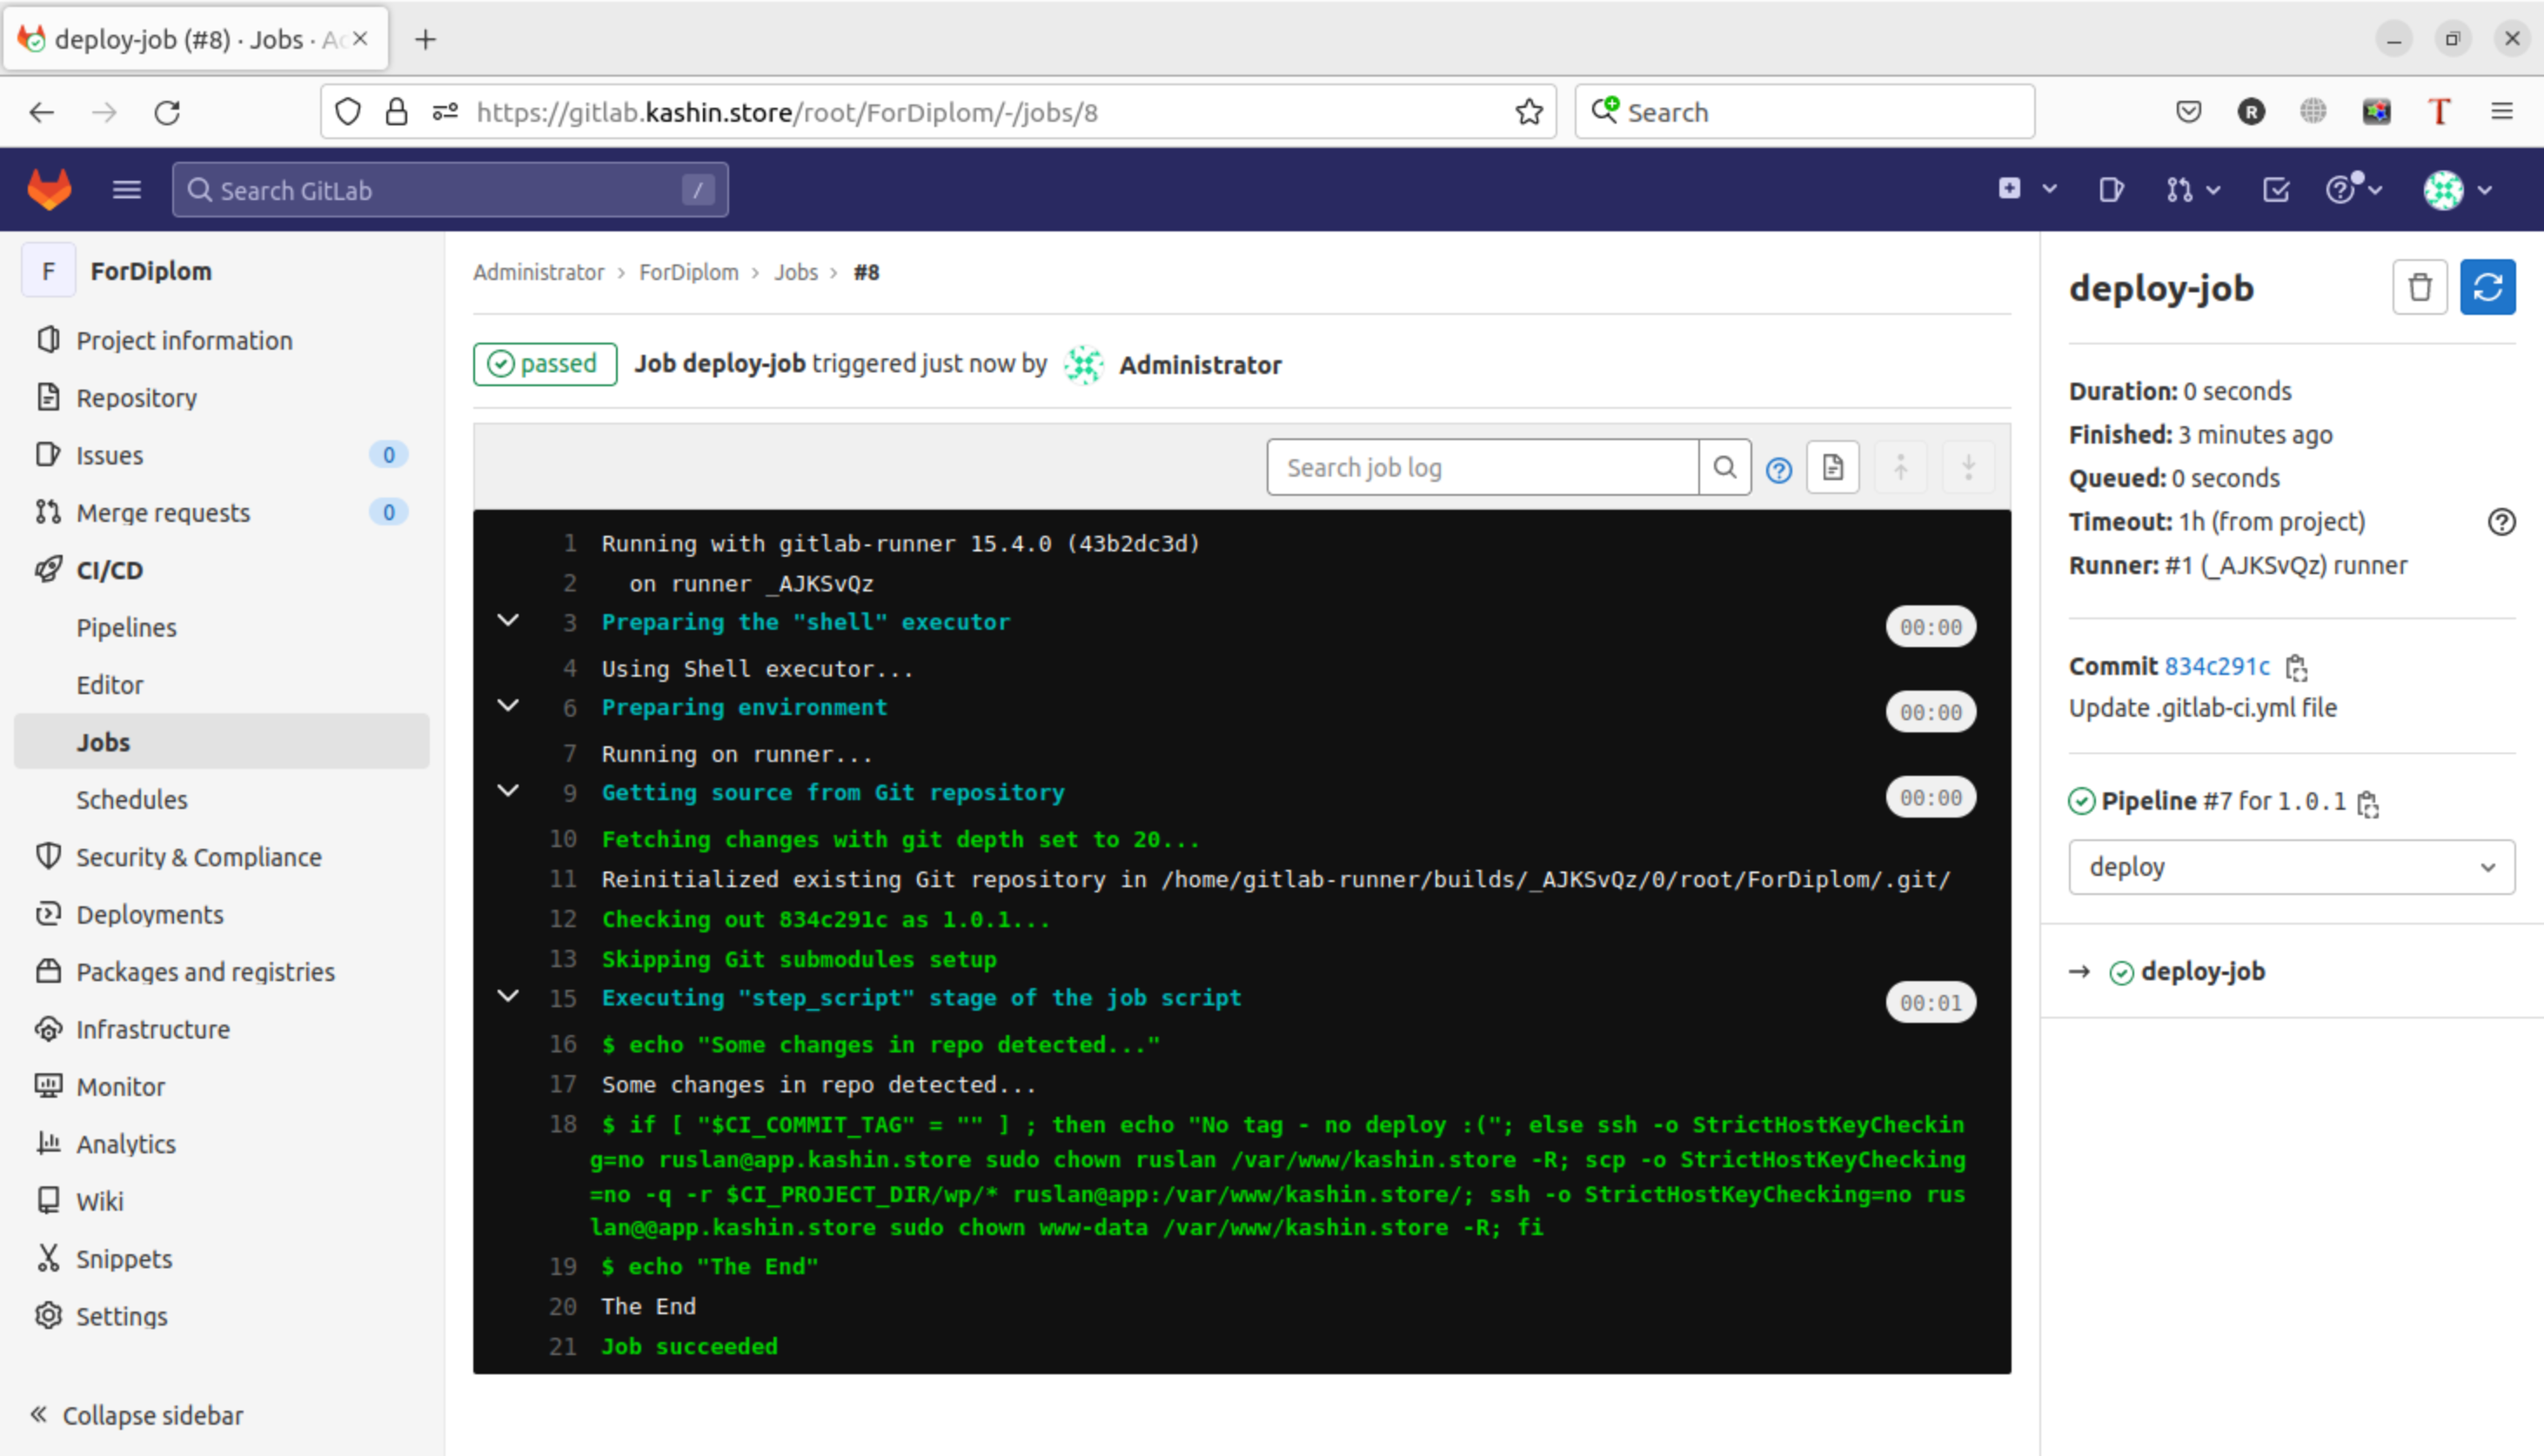 deploy-job (#8) · Jobs · Ad
https://gitlab.kashin.store/root/ForDiplom/-/jobs/8
Search
R
T
Search GitLab
/
F ForDiplom
Project information
Repository
Issues 0
Merge requests 0
CI/CD
Pipelines
Editor
Jobs
Schedules
Security & Compliance
Deployments
Packages and registries
Infrastructure
Monitor
Analytics
Wiki
Snippets
Settings
Collapse sidebar
Administrator › ForDiplom › Jobs › #8
passed Job deploy-job triggered just now by Administrator
Search job log
1 Running with gitlab-runner 15.4.0 (43b2dc3d)
2 on runner _AJKSvQz
3 Preparing the "shell" executor 00:00
4 Using Shell executor...
6 Preparing environment 00:00
7 Running on runner...
9 Getting source from Git repository 00:00
10 Fetching changes with git depth set to 20...
11 Reinitialized existing Git repository in /home/gitlab-runner/builds/_AJKSvQz/0/root/ForDiplom/.git/
12 Checking out 834c291c as 1.0.1...
13 Skipping Git submodules setup
15 Executing "step_script" stage of the job script 00:01
16 $ echo "Some changes in repo detected..."
17 Some changes in repo detected...
18 $ if [ "$CI_COMMIT_TAG" = "" ] ; then echo "No tag - no deploy :("; else ssh -o StrictHostKeyCheckin
g=no ruslan@app.kashin.store sudo chown ruslan /var/www/kashin.store -R; scp -o StrictHostKeyChecking
=no -q -r $CI_PROJECT_DIR/wp/* ruslan@app:/var/www/kashin.store/; ssh -o StrictHostKeyChecking=no rus
lan@@app.kashin.store sudo chown www-data /var/www/kashin.store -R; fi
19 $ echo "The End"
20 The End
21 Job succeeded
deploy-job
Duration: 0 seconds
Finished: 3 minutes ago
Queued: 0 seconds
Timeout: 1h (from project)
Runner: #1 (_AJKSvQz) runner
Commit 834c291c
Update .gitlab-ci.yml file
Pipeline #7 for 1.0.1
deploy
→ deploy-job